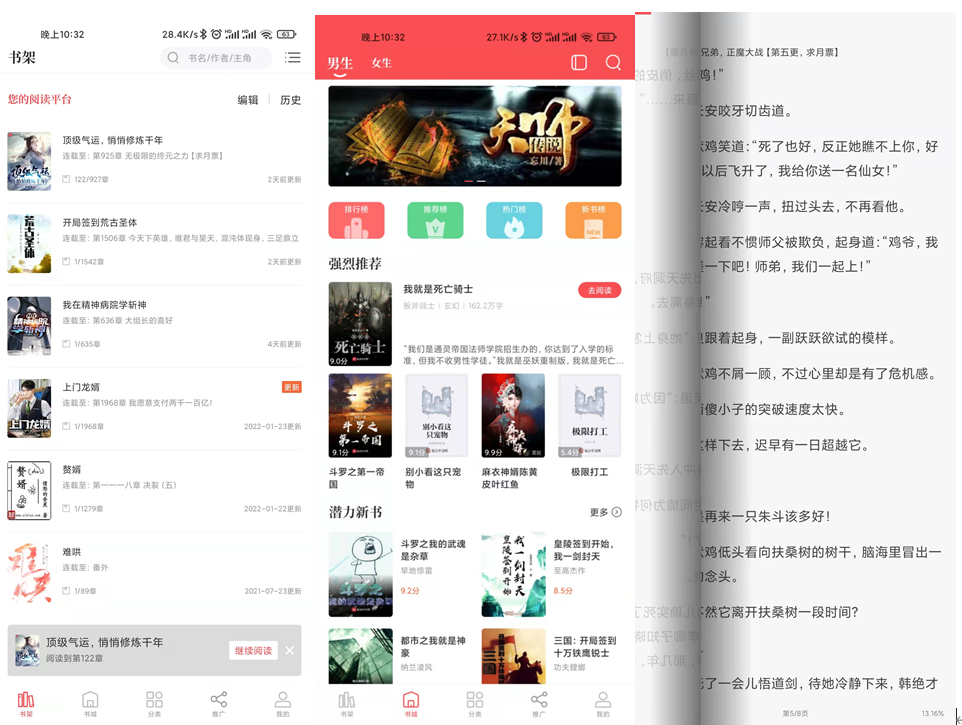 晚上10:32
28.4K/s
63
书架
书名/作者/主角
您的阅读平台
编辑
历史
顶级气运，悄悄修炼千年
连载至: 第925章 无极限的终元之力【求月票】
122/927章
2天前更新
开局签到荒古圣体
连载至: 第1506章 今天下英雄，唯君与昊天，混沌体现身，三足鼎立
1/1542章
2天前更新
我在精神病院学斩神
连载至: 第636章 大组长的喜好
1/635章
4天前更新
上门龙婿
更新
连载至: 第1968章 我愿意支付两千一百亿!
1/1968章
2022-01-23更新
赘婿
连载至: 第一一一八章 决裂（五）
1/1279章
2022-01-22更新
难哄
连载至: 番外
1/89章
2021-07-23更新
顶级气运，悄悄修炼千年
阅读到第122章
继续阅读
书架
书城
分类
推广
我的
晚上10:32
27.1K/s
63
男生
女生
天师
传说
忘川/著
排行榜
推荐榜
热门榜
新书榜
NEW
强烈推荐
我就是死亡骑士
去阅读
板斧战士 | 玄幻 | 162.2万字
“我们是通灵帝国法师学院招生办的，你达到了入学的标
准，但我不收男性学徒。”我就是巫妖重制版，我就是死亡...
死亡骑士
9.0分
斗罗之
第一帝国
9.1分
别小看这
只宠物
9.1分
9.9分
极限打工
5.4分
斗罗之第一帝
国
别小看这只宠
物
麻衣神婿陈黄
皮叶红鱼
极限打工
潜力新书
更多
斗罗之我的武魂
是杂草
旱地惊雷
9.2分
皇陵签到开始，
我一剑封天
至高杰作
8.5分
都市之我就是神
豪
纳兰凌风
三国：开局签到
十万铁鹰锐士
功夫螳螂
书架
书城
分类
推广
我的
兄弟，正魔大战【第五更，求月票】
鸡！”
安咬牙切齿道。
鸡笑道：“死了也好，反正她瞧不上你，好
以后飞升了，我给你送一名仙女！”
安冷哼一声，扭过头去，不再看他。
起看不惯师父被欺负，起身道：“鸡爷，我
一下吧！师弟，我们一起上！”
”
跟着起身，一副跃跃欲试的模样。
鸡不屑一顾，不过心里却是有了危机感。
傻小子的突破速度太快。
样下去，迟早有一日超越它。
再来一只朱斗该多好！
鸡低头看向扶桑树的树干，脑海里冒出一
念头。
然它离开扶桑树一段时间？
了一会儿悟道剑，待她冷静下来，韩绝才
第5/8页
13.16%